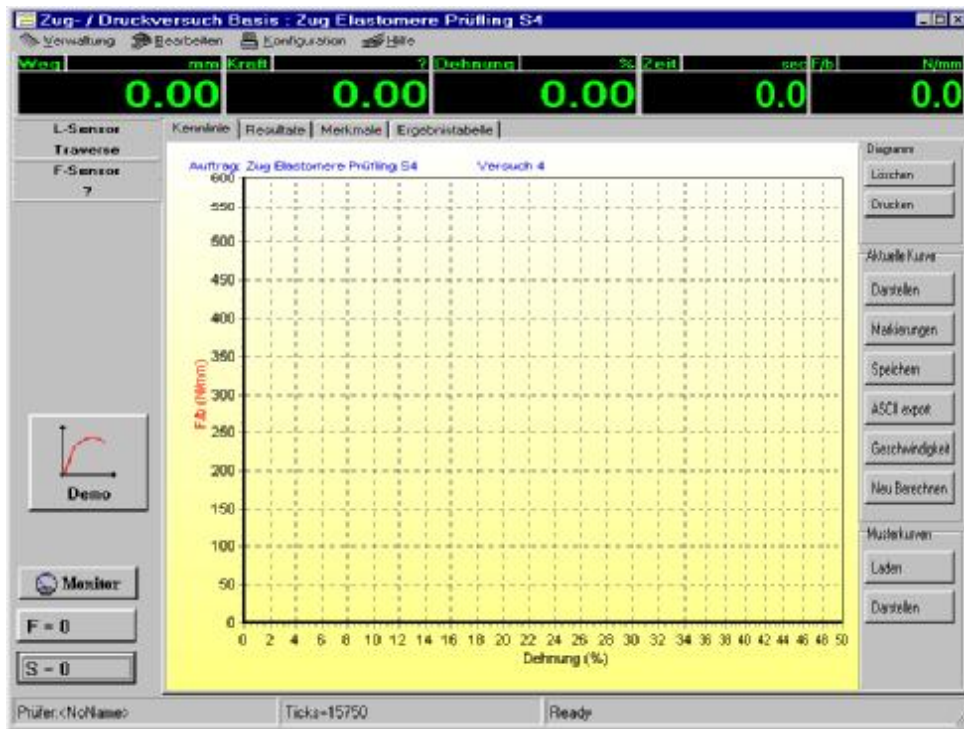 Zug- / Druckversuch Basis : Zug Elastomere Prüfling S4
Verwaltung Bearbeiten Konfiguration Hilfe
Weg mm Kraft ? Dehnung % Zeit sec F/b N/mm
0.00 0.00 0.00 0.0 0.0
L-Sensor
Traverse
F-Sensor
?
Demo
Monitor
F = 0
S = 0
Kennlinie Resultate Merkmale Ergebnistabelle
Auftrag: Zug Elastomere Prüfling S4 Versuch 4
600
550
500
450
400
350
300
250
200
150
100
50
0
F/b (N/mm)
0 2 4 6 8 10 12 14 16 18 20 22 24 26 28 30 32 34 36 38 40 42 44 46 48 50
Dehnung (%)
Diagramm
Löschen
Drucken
Aktuelle Kurve
Darstellen
Markierungen
Speichern
ASCII export
Geschwindigkeit
Neu Berechnen
Musterkurven
Laden
Darstellen
Prüfer:<NoName> Ticks=15750 Ready